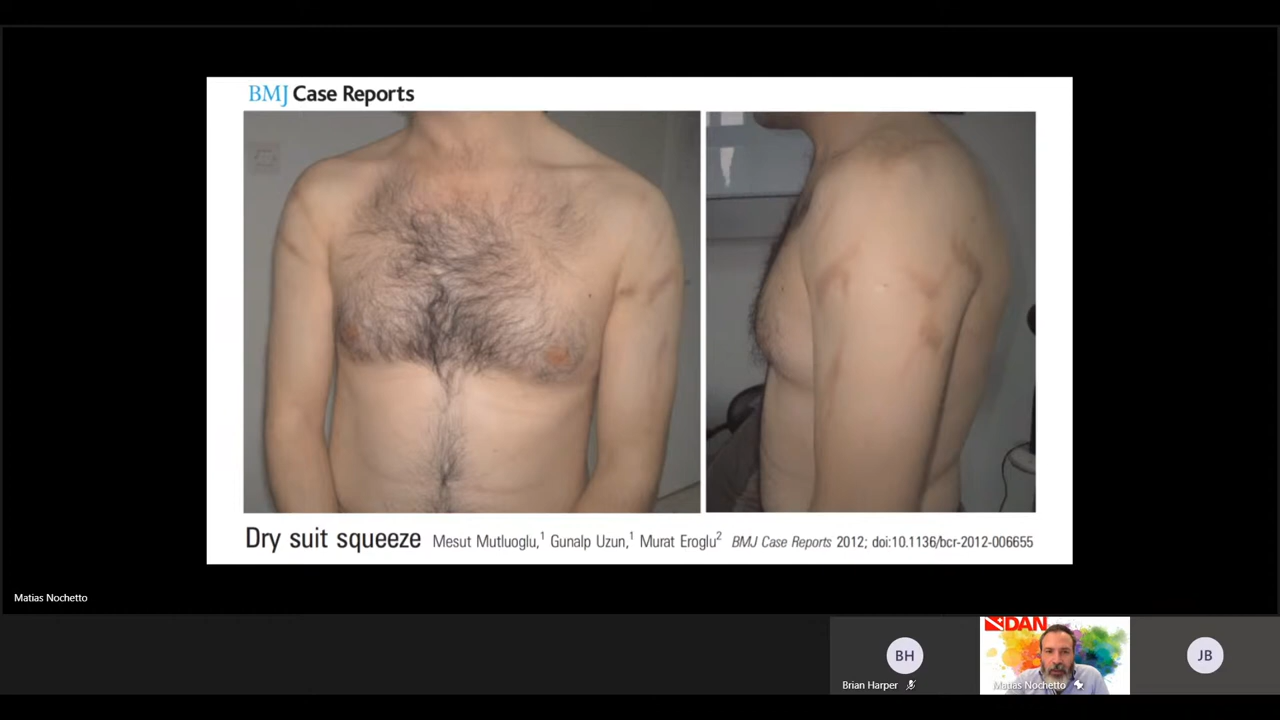 BMJ Case Reports
Dry suit squeeze Mesut Mutluoglu,¹ Gunalp Uzun,¹ Murat Eroglu² BMJ Case Reports 2012; doi:10.1136/bcr-2012-006655
Matias Nochetto
DAN
BH
JB
Brian Harper
Matias Nochetto